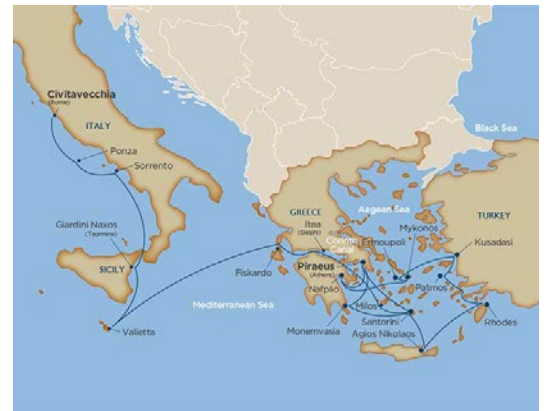 Civitavecchia
(Rome)
ITALY
Ponza
Sorrento
Black Sea
Giardini Naxos
(Taormina)
SICILY
Valletta
Mediterranean Sea
GREECE
Itea
(Delphi)
Corinth
Canal
Aegean Sea
Ermoupoli
Mykonos
TURKEY
Kusadasi
Fiskardo
Piraeus
(Athens)
Nafplio
Patmos
Milos
Monemvasia
Santorini
Rhodes
Agios Nikolaos